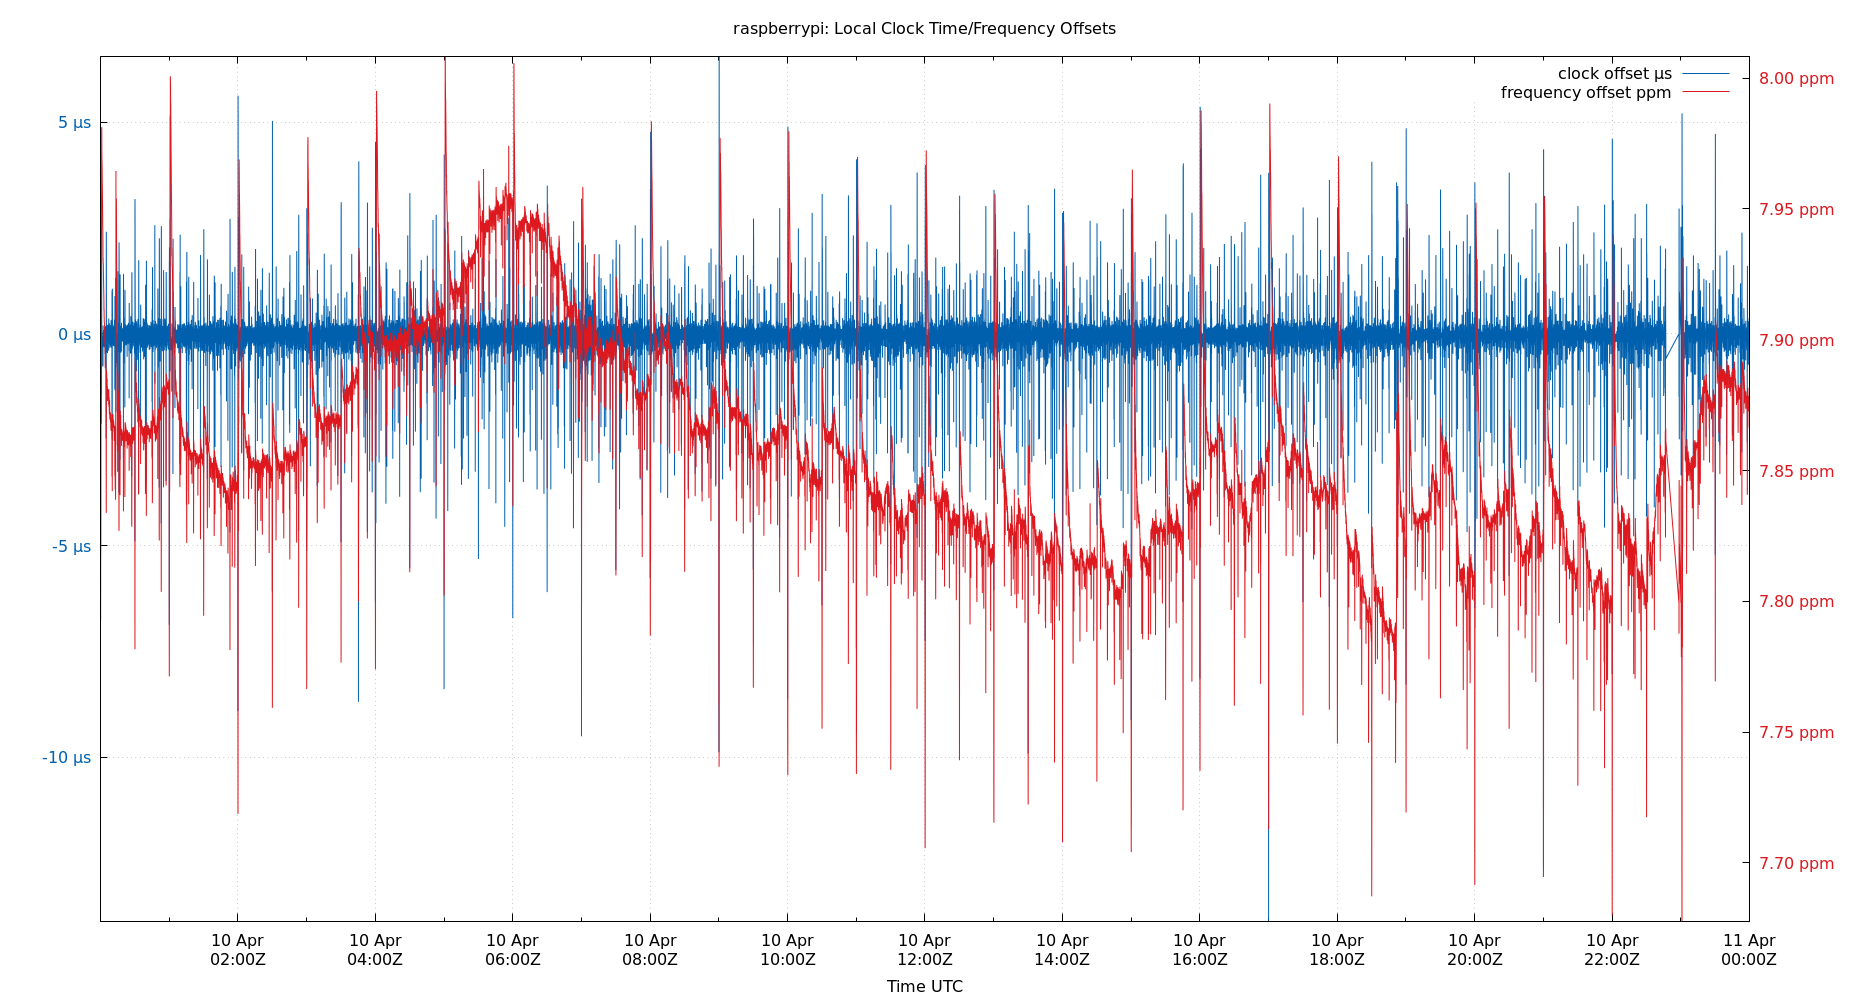 raspberrypi: Local Clock Time/Frequency Offsets
clock offset µs
frequency offset ppm
5 µs
0 µs
-5 µs
-10 µs
8.00 ppm
7.95 ppm
7.90 ppm
7.85 ppm
7.80 ppm
7.75 ppm
7.70 ppm
10 Apr 10 Apr 10 Apr 10 Apr 10 Apr 10 Apr 10 Apr 10 Apr 10 Apr 10 Apr 10 Apr 11 Apr
02:00Z 04:00Z 06:00Z 08:00Z 10:00Z 12:00Z 14:00Z 16:00Z 18:00Z 20:00Z 22:00Z 00:00Z
Time UTC